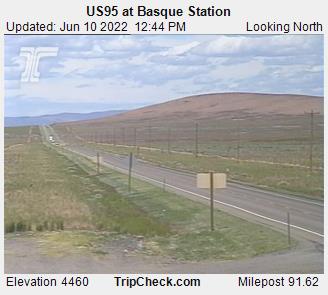 US95 at Basque Station
Updated: Jun 10 2022 12:44 PM
Looking North
Elevation 4460
TripCheck.com
Milepost 91.62